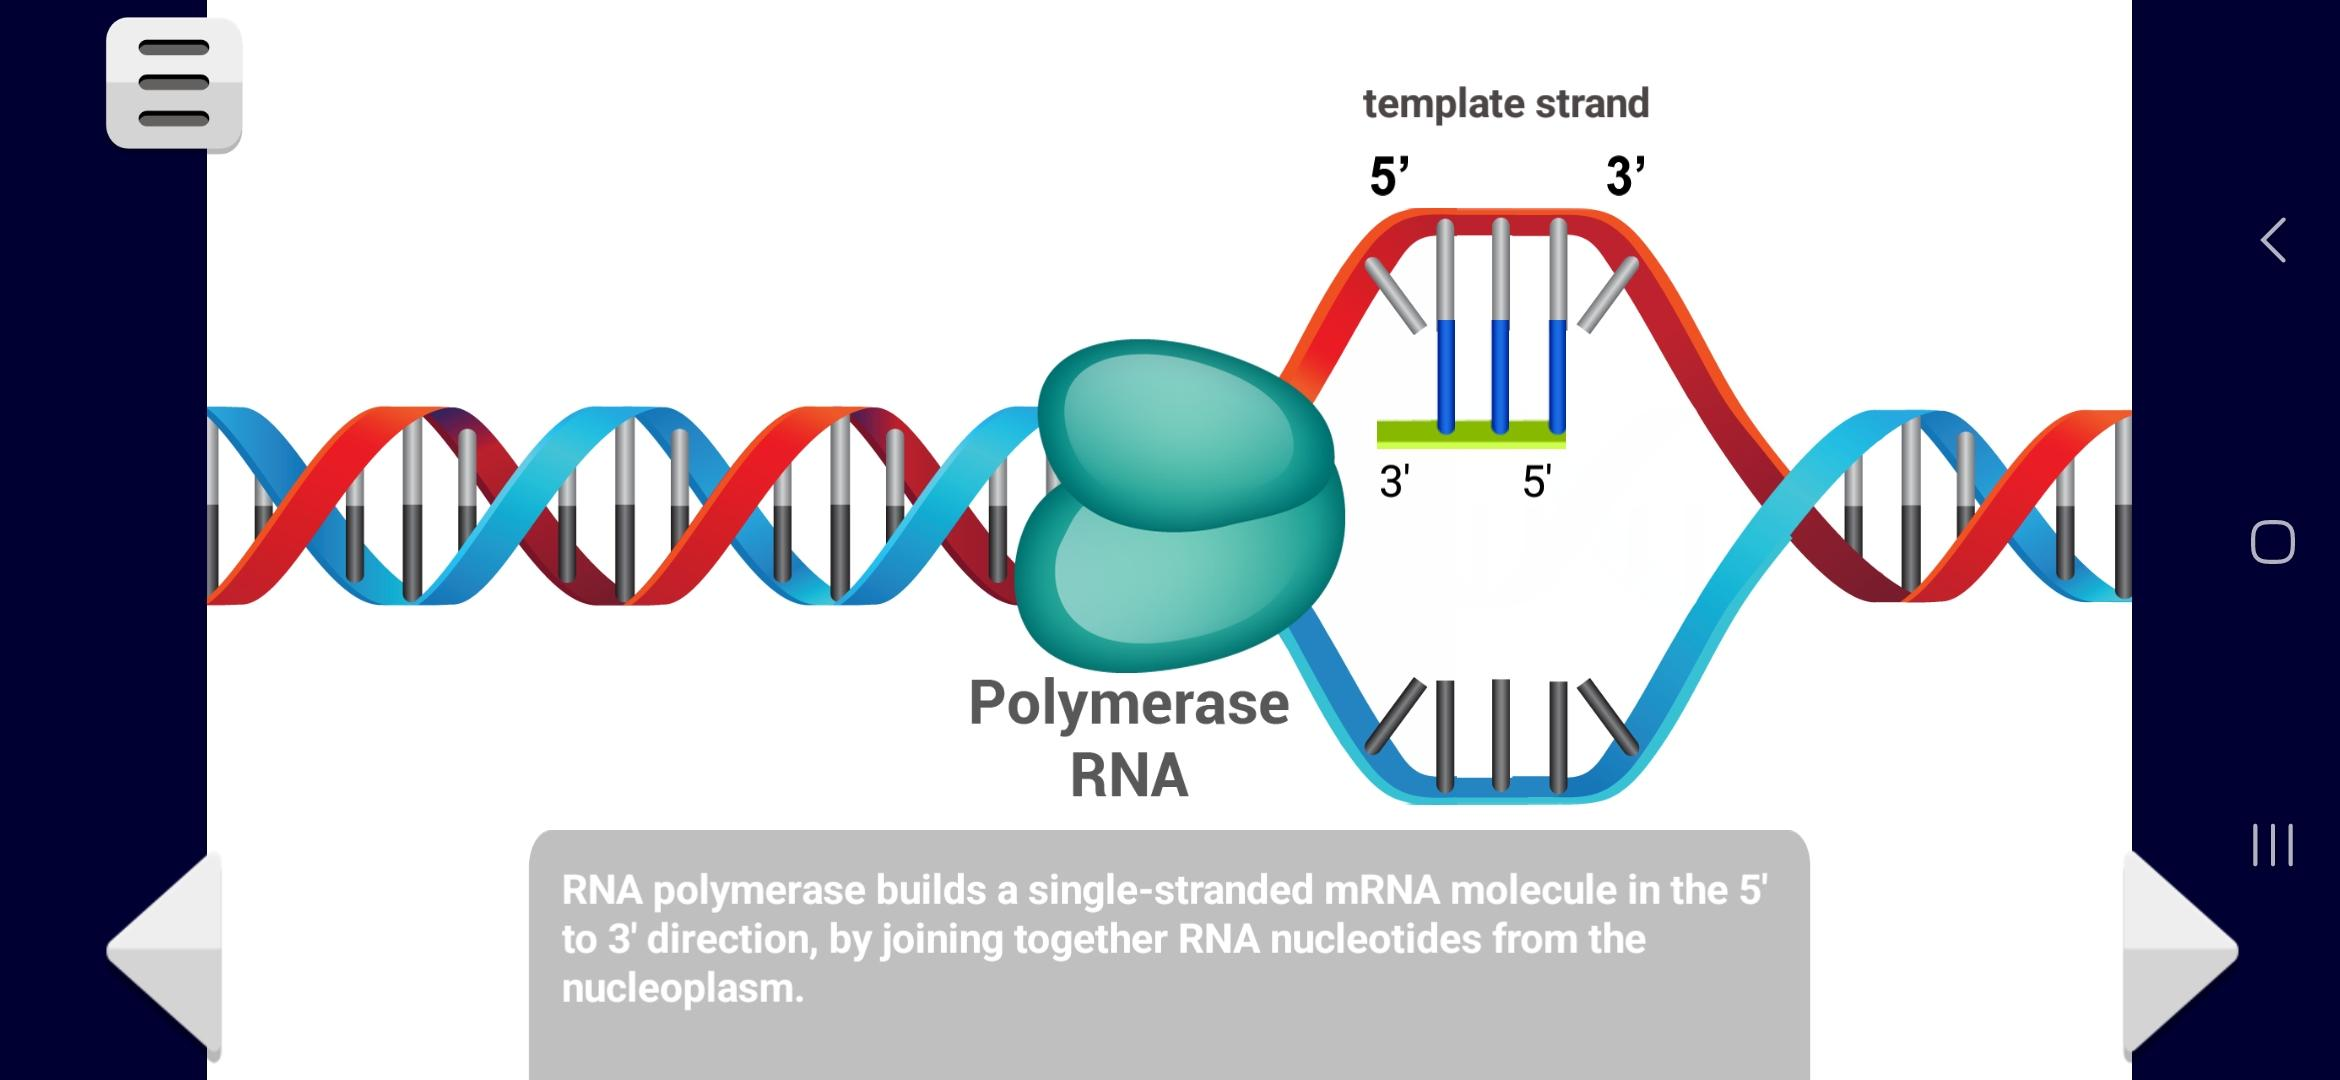 template strand
5’ 3’
3' 5'
Polymerase
RNA
RNA polymerase builds a single-stranded mRNA molecule in the 5'
to 3' direction, by joining together RNA nucleotides from the
nucleoplasm.